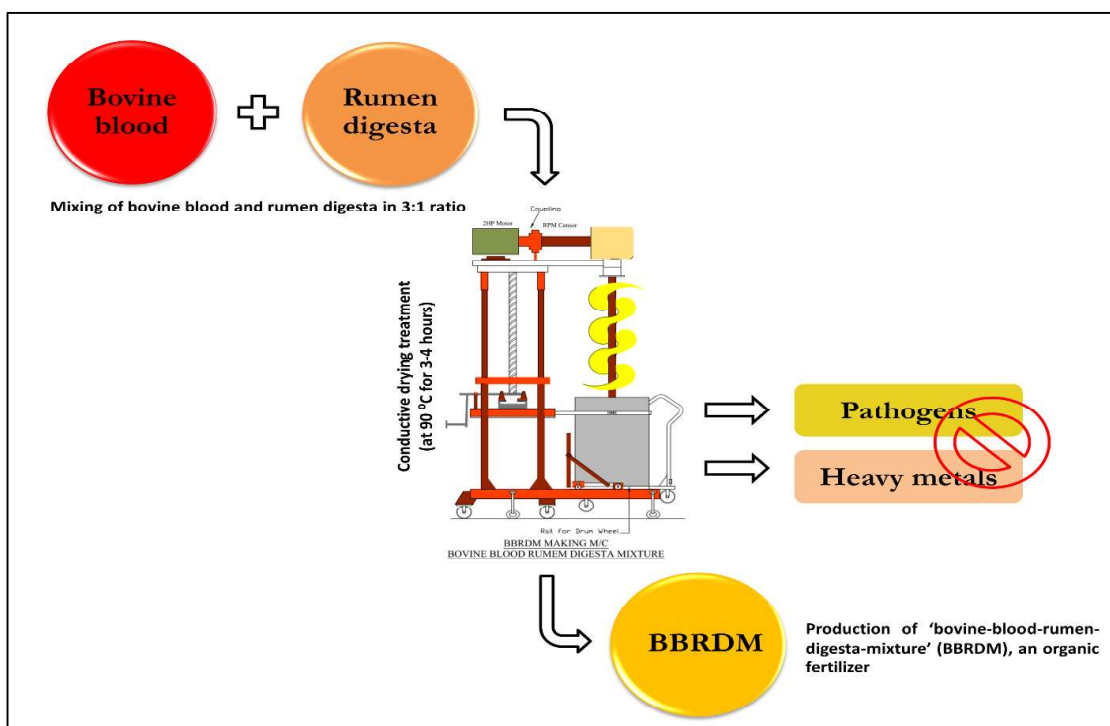 Bovine
blood
Rumen
digesta
Mixing of bovine blood and rumen digesta in 3:1 ratio
Coupling
2HP Motor
RPM Censor
Conductive drying treatment
(at 90 ⁰C for 3-4 hours)
Pathogens
Heavy metals
Rail for Drum Wheel
BBRDM MAKING M/C
BOVINE BLOOD RUMEM DIGESTA MIXTURE
BBRDM
Production of ‘bovine-blood-rumen-
digesta-mixture’ (BBRDM), an organic
fertilizer